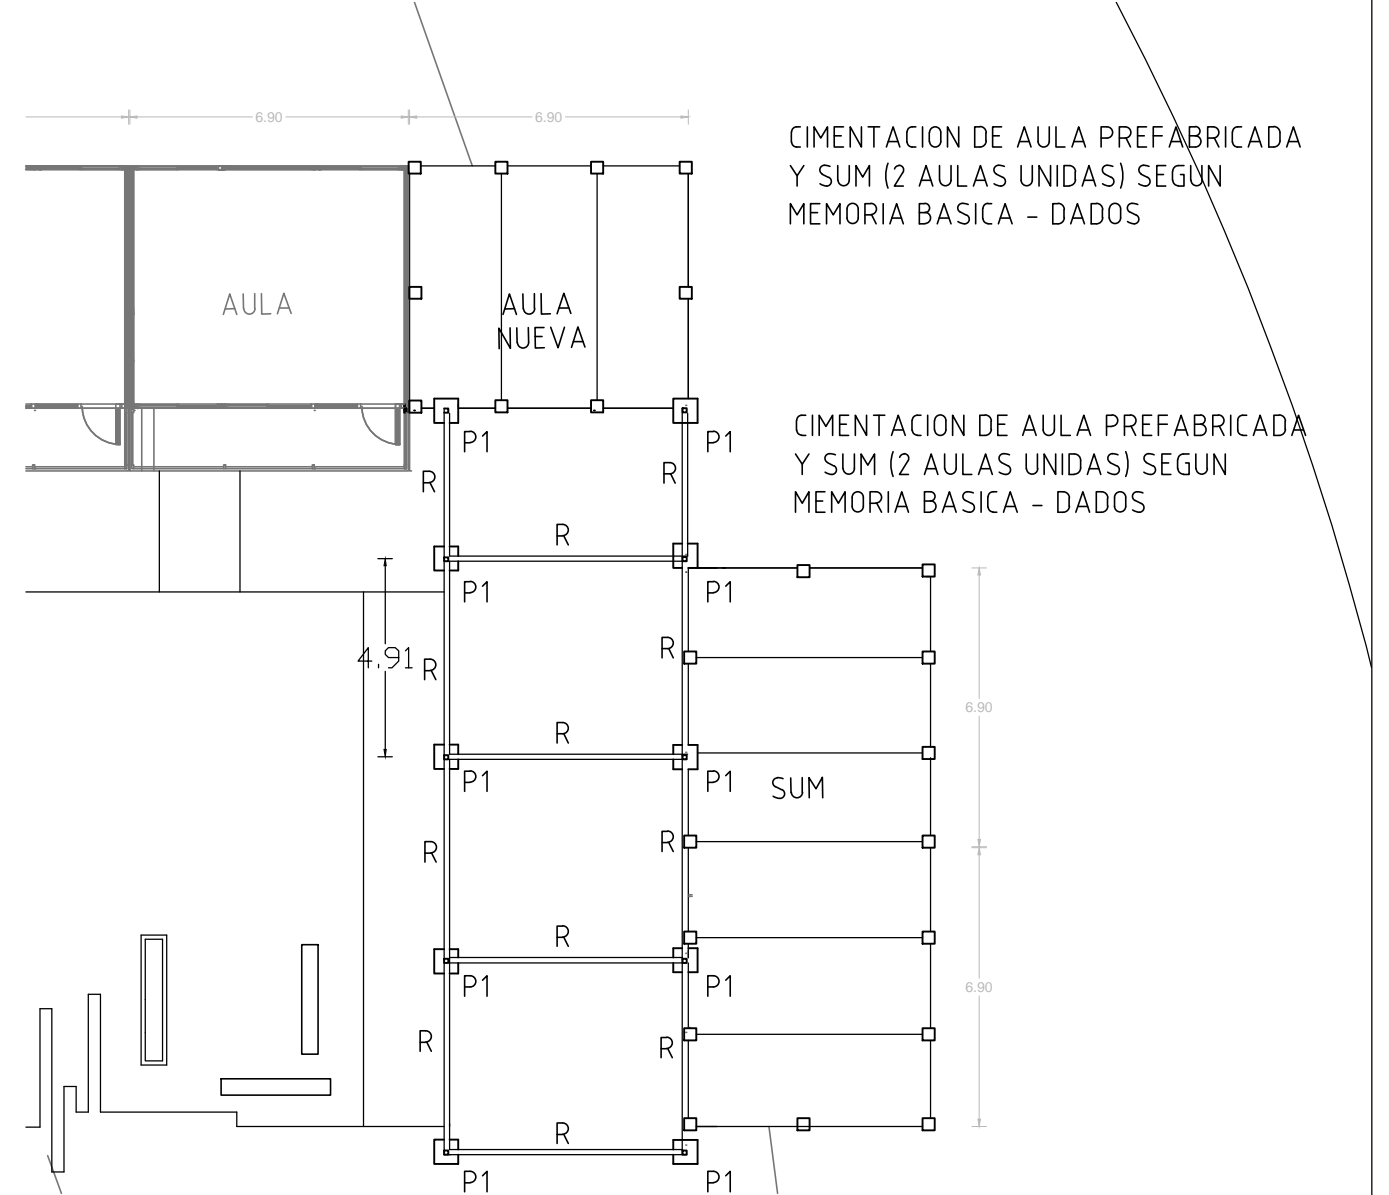 6.90
6.90
CIMENTACION DE AULA PREFABRICADA
Y SUM (2 AULAS UNIDAS) SEGUN
MEMORIA BASICA - DADOS
AULA
AULA
NUEVA
CIMENTACION DE AULA PREFABRICADA
Y SUM (2 AULAS UNIDAS) SEGUN
MEMORIA BASICA - DADOS
P1
P1
R
R
R
P1
P1
4.91
R
R
6.90
R
P1
P1
SUM
R
R
R
P1
P1
6.90
R
R
R
P1
P1